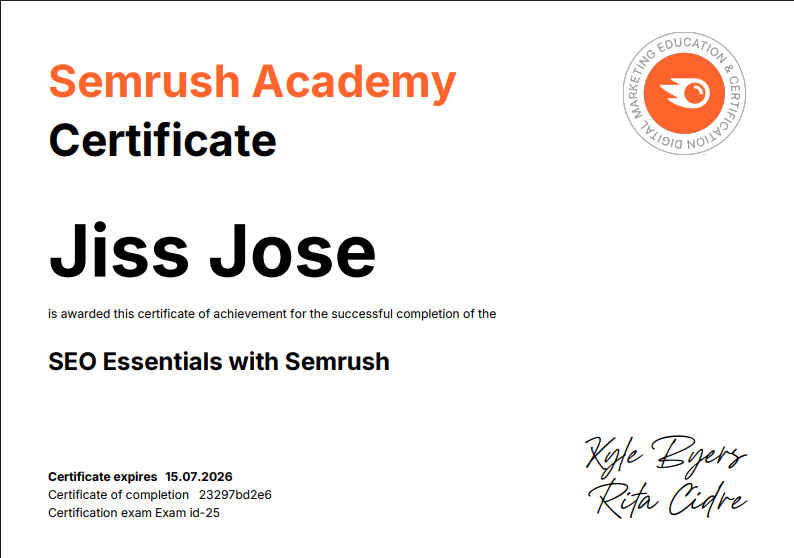 Semrush Academy
Certificate
DIGITAL MARKETING EDUCATION & CERTIFICATION
Jiss Jose
is awarded this certificate of achievement for the successful completion of the
SEO Essentials with Semrush
Certificate expires 15.07.2026
Certificate of completion 23297bd2e6
Certification exam Exam id-25
Kyle Byers
Rita Cidre